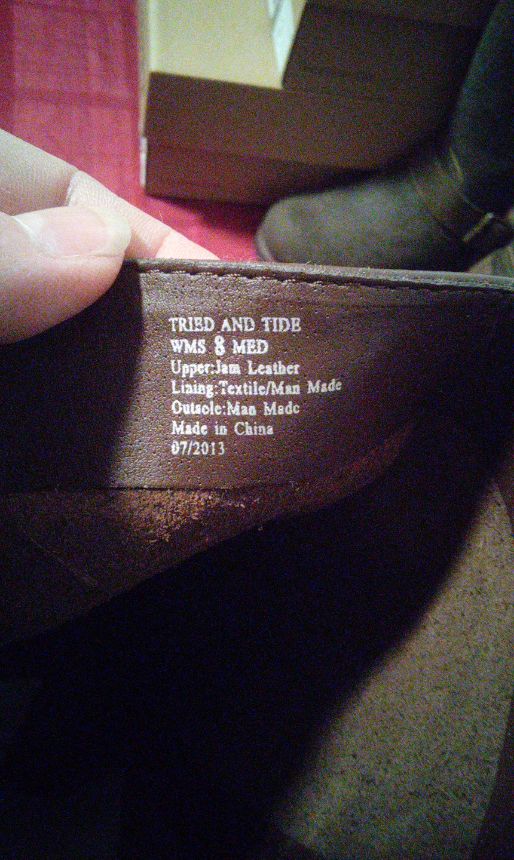 TRIED AND TIDE
WMS 8 MED
Upper:Jam Leather
Lining:Textile/Man Made
Outsole:Man Made
Made in China
07/2013